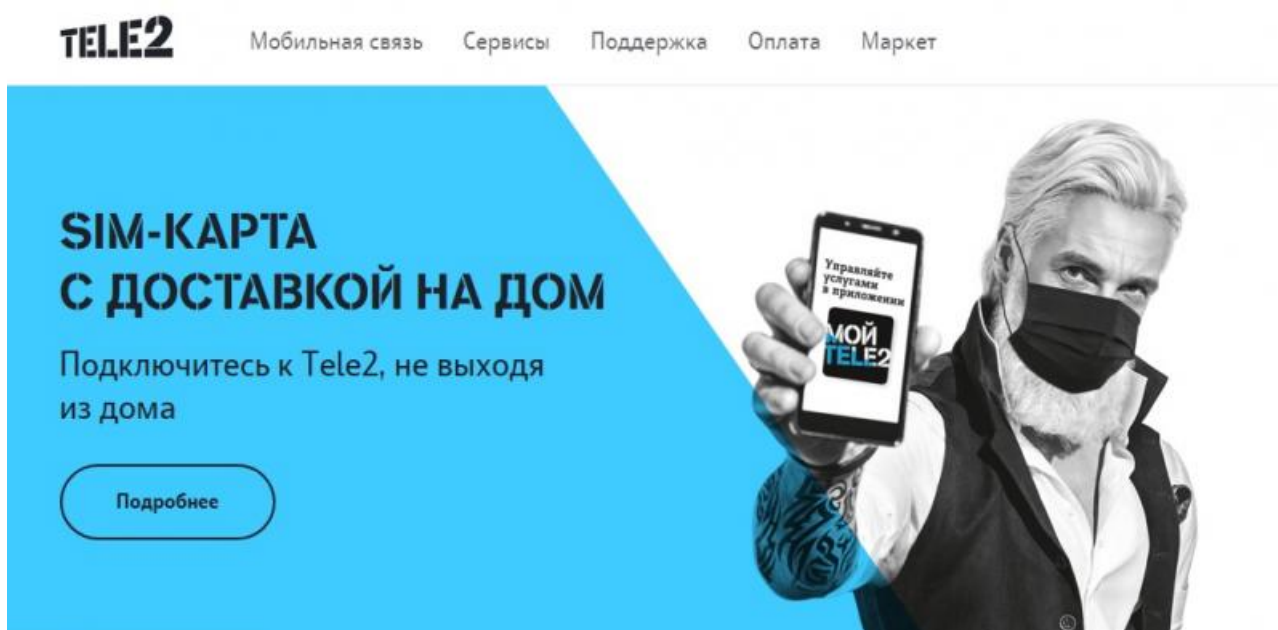 TELE2
Мобильная связь Сервисы Поддержка Оплата Маркет
SIM-КАРТА
С ДОСТАВКОЙ НА ДОМ
Подключитесь к Tele2, не выходя
из дома
Подробнее
Управляйте
услугами
в приложении
МОЙ
TELE2